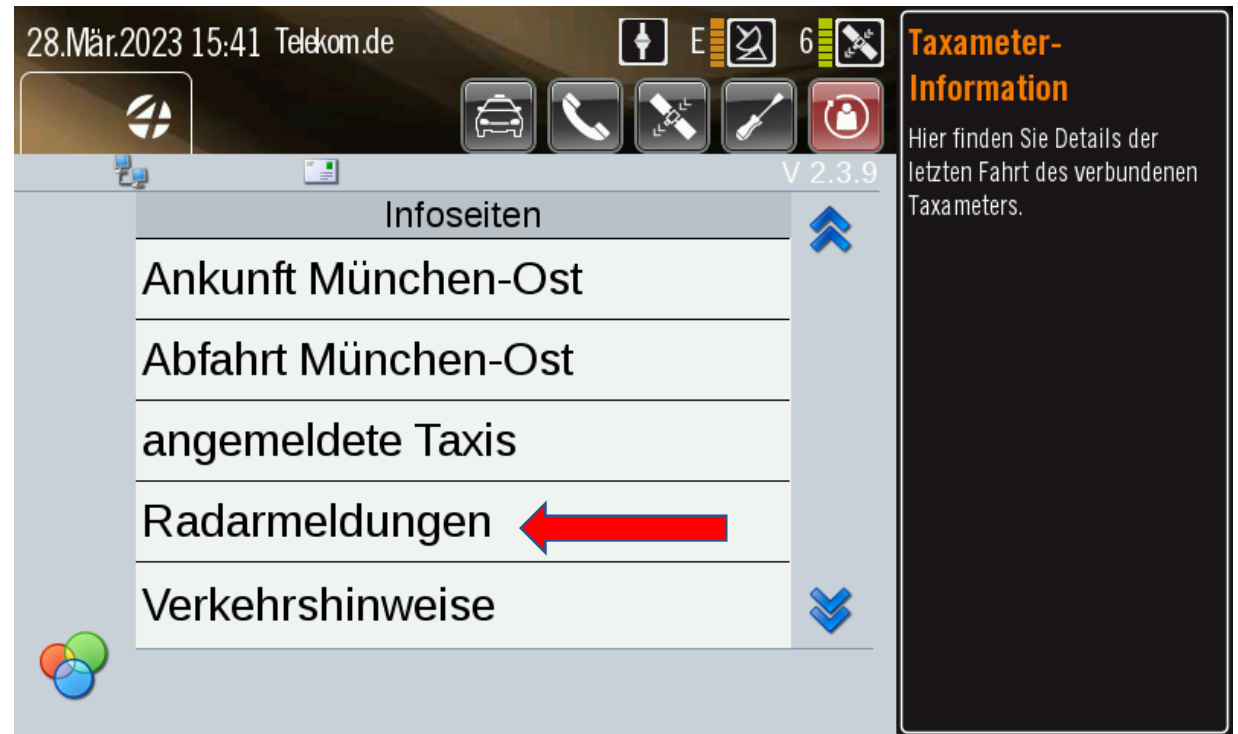 28.Mär.2023 15:41 Telekom.de E 6
V 2.3.9
Infoseiten
Ankunft München-Ost
Abfahrt München-Ost
angemeldete Taxis
Radarmeldungen
Verkehrshinweise
Taxameter-
Information
Hier finden Sie Details der
letzten Fahrt des verbundenen
Taxameters.